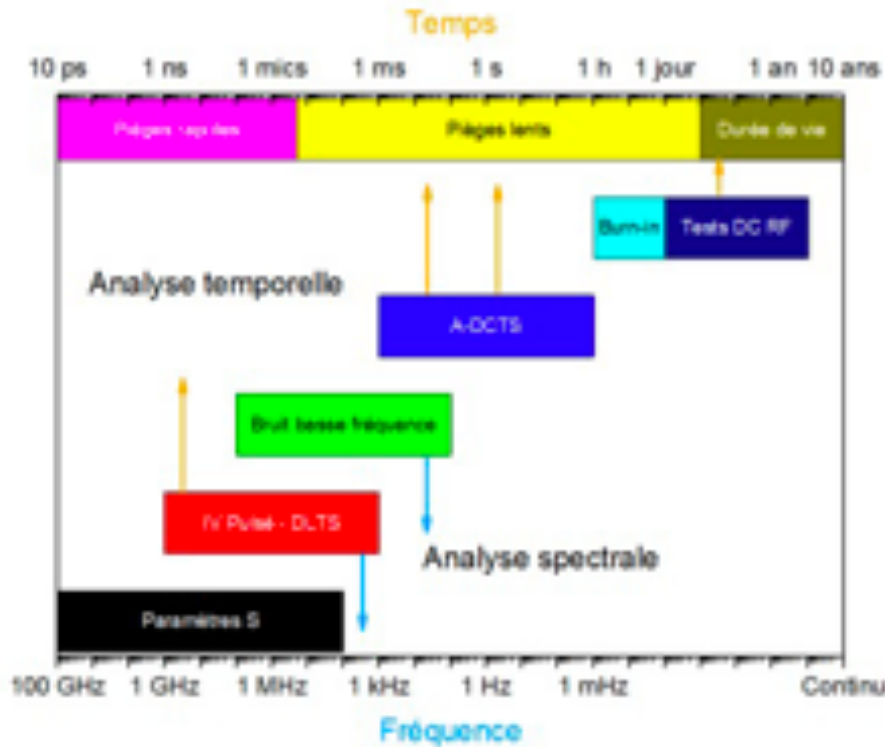 Temps
10 ps 1 ns 1 mics 1 ms 1 s 1 h 1 jour 1 an 10 ans
Pièges rapides Pièges lents Durée de vie
Burn-in Tests DC RF
Analyse temporelle
A-DCTS
Bruit basse fréquence
IV Pulsé - DLTS
Analyse spectrale
Paramètres S
100 GHz 1 GHz 1 MHz 1 kHz 1 Hz 1 mHz Continu
Fréquence